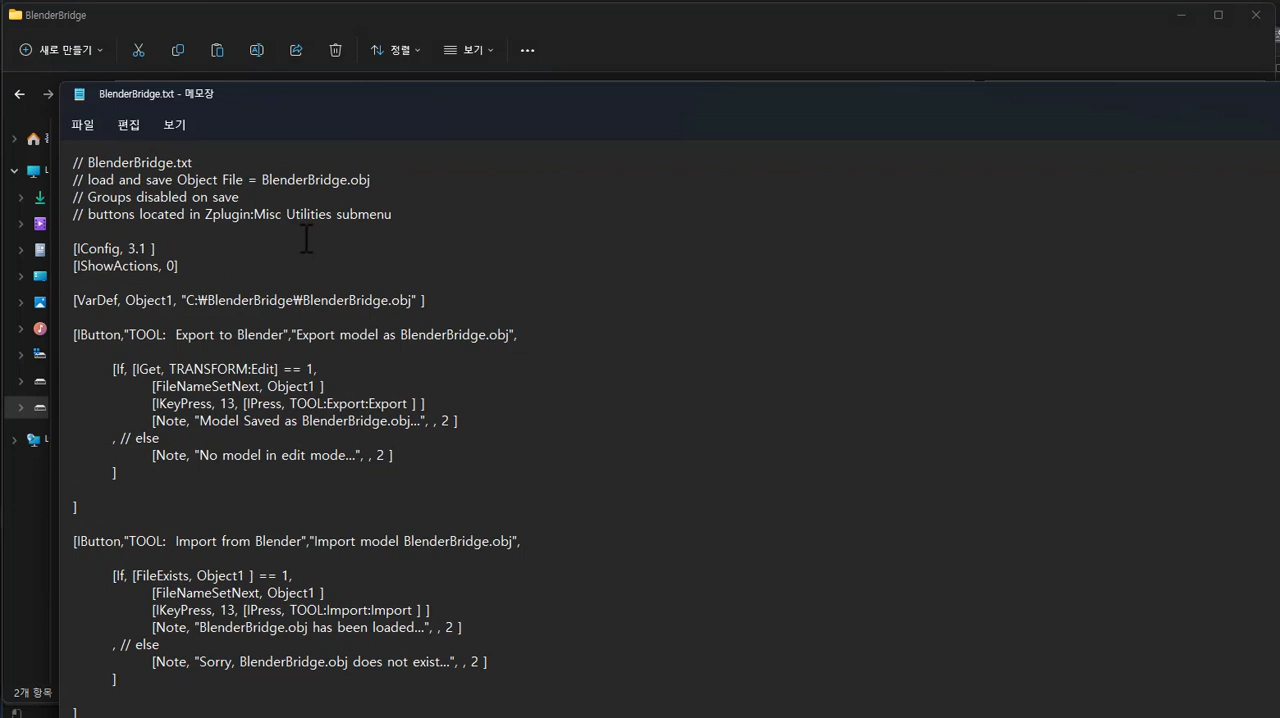 BlenderBridge
새로 만들기
정렬
보기
BlenderBridge.txt - 메모장
파일
편집
보기
// BlenderBridge.txt
// load and save Object File = BlenderBridge.obj
// Groups disabled on save
// buttons located in Zplugin:Misc Utilities submenu
[IConfig, 3.1 ]
[IShowActions, 0]
[VarDef, Object1, "C:₩BlenderBridge₩BlenderBridge.obj" ]
[IButton,"TOOL:  Export to Blender","Export model as BlenderBridge.obj",
[If, [IGet, TRANSFORM:Edit] == 1,
[FileNameSetNext, Object1 ]
[IKeyPress, 13, [IPress, TOOL:Export:Export ] ]
[Note, "Model Saved as BlenderBridge.obj...", , 2 ]
, // else
[Note, "No model in edit mode...", , 2 ]
]
]
[IButton,"TOOL:  Import from Blender","Import model BlenderBridge.obj",
[If, [FileExists, Object1 ] == 1,
[FileNameSetNext, Object1 ]
[IKeyPress, 13, [IPress, TOOL:Import:Import ] ]
[Note, "BlenderBridge.obj has been loaded...", , 2 ]
, // else
[Note, "Sorry, BlenderBridge.obj does not exist...", , 2 ]
]
]
2개 항목